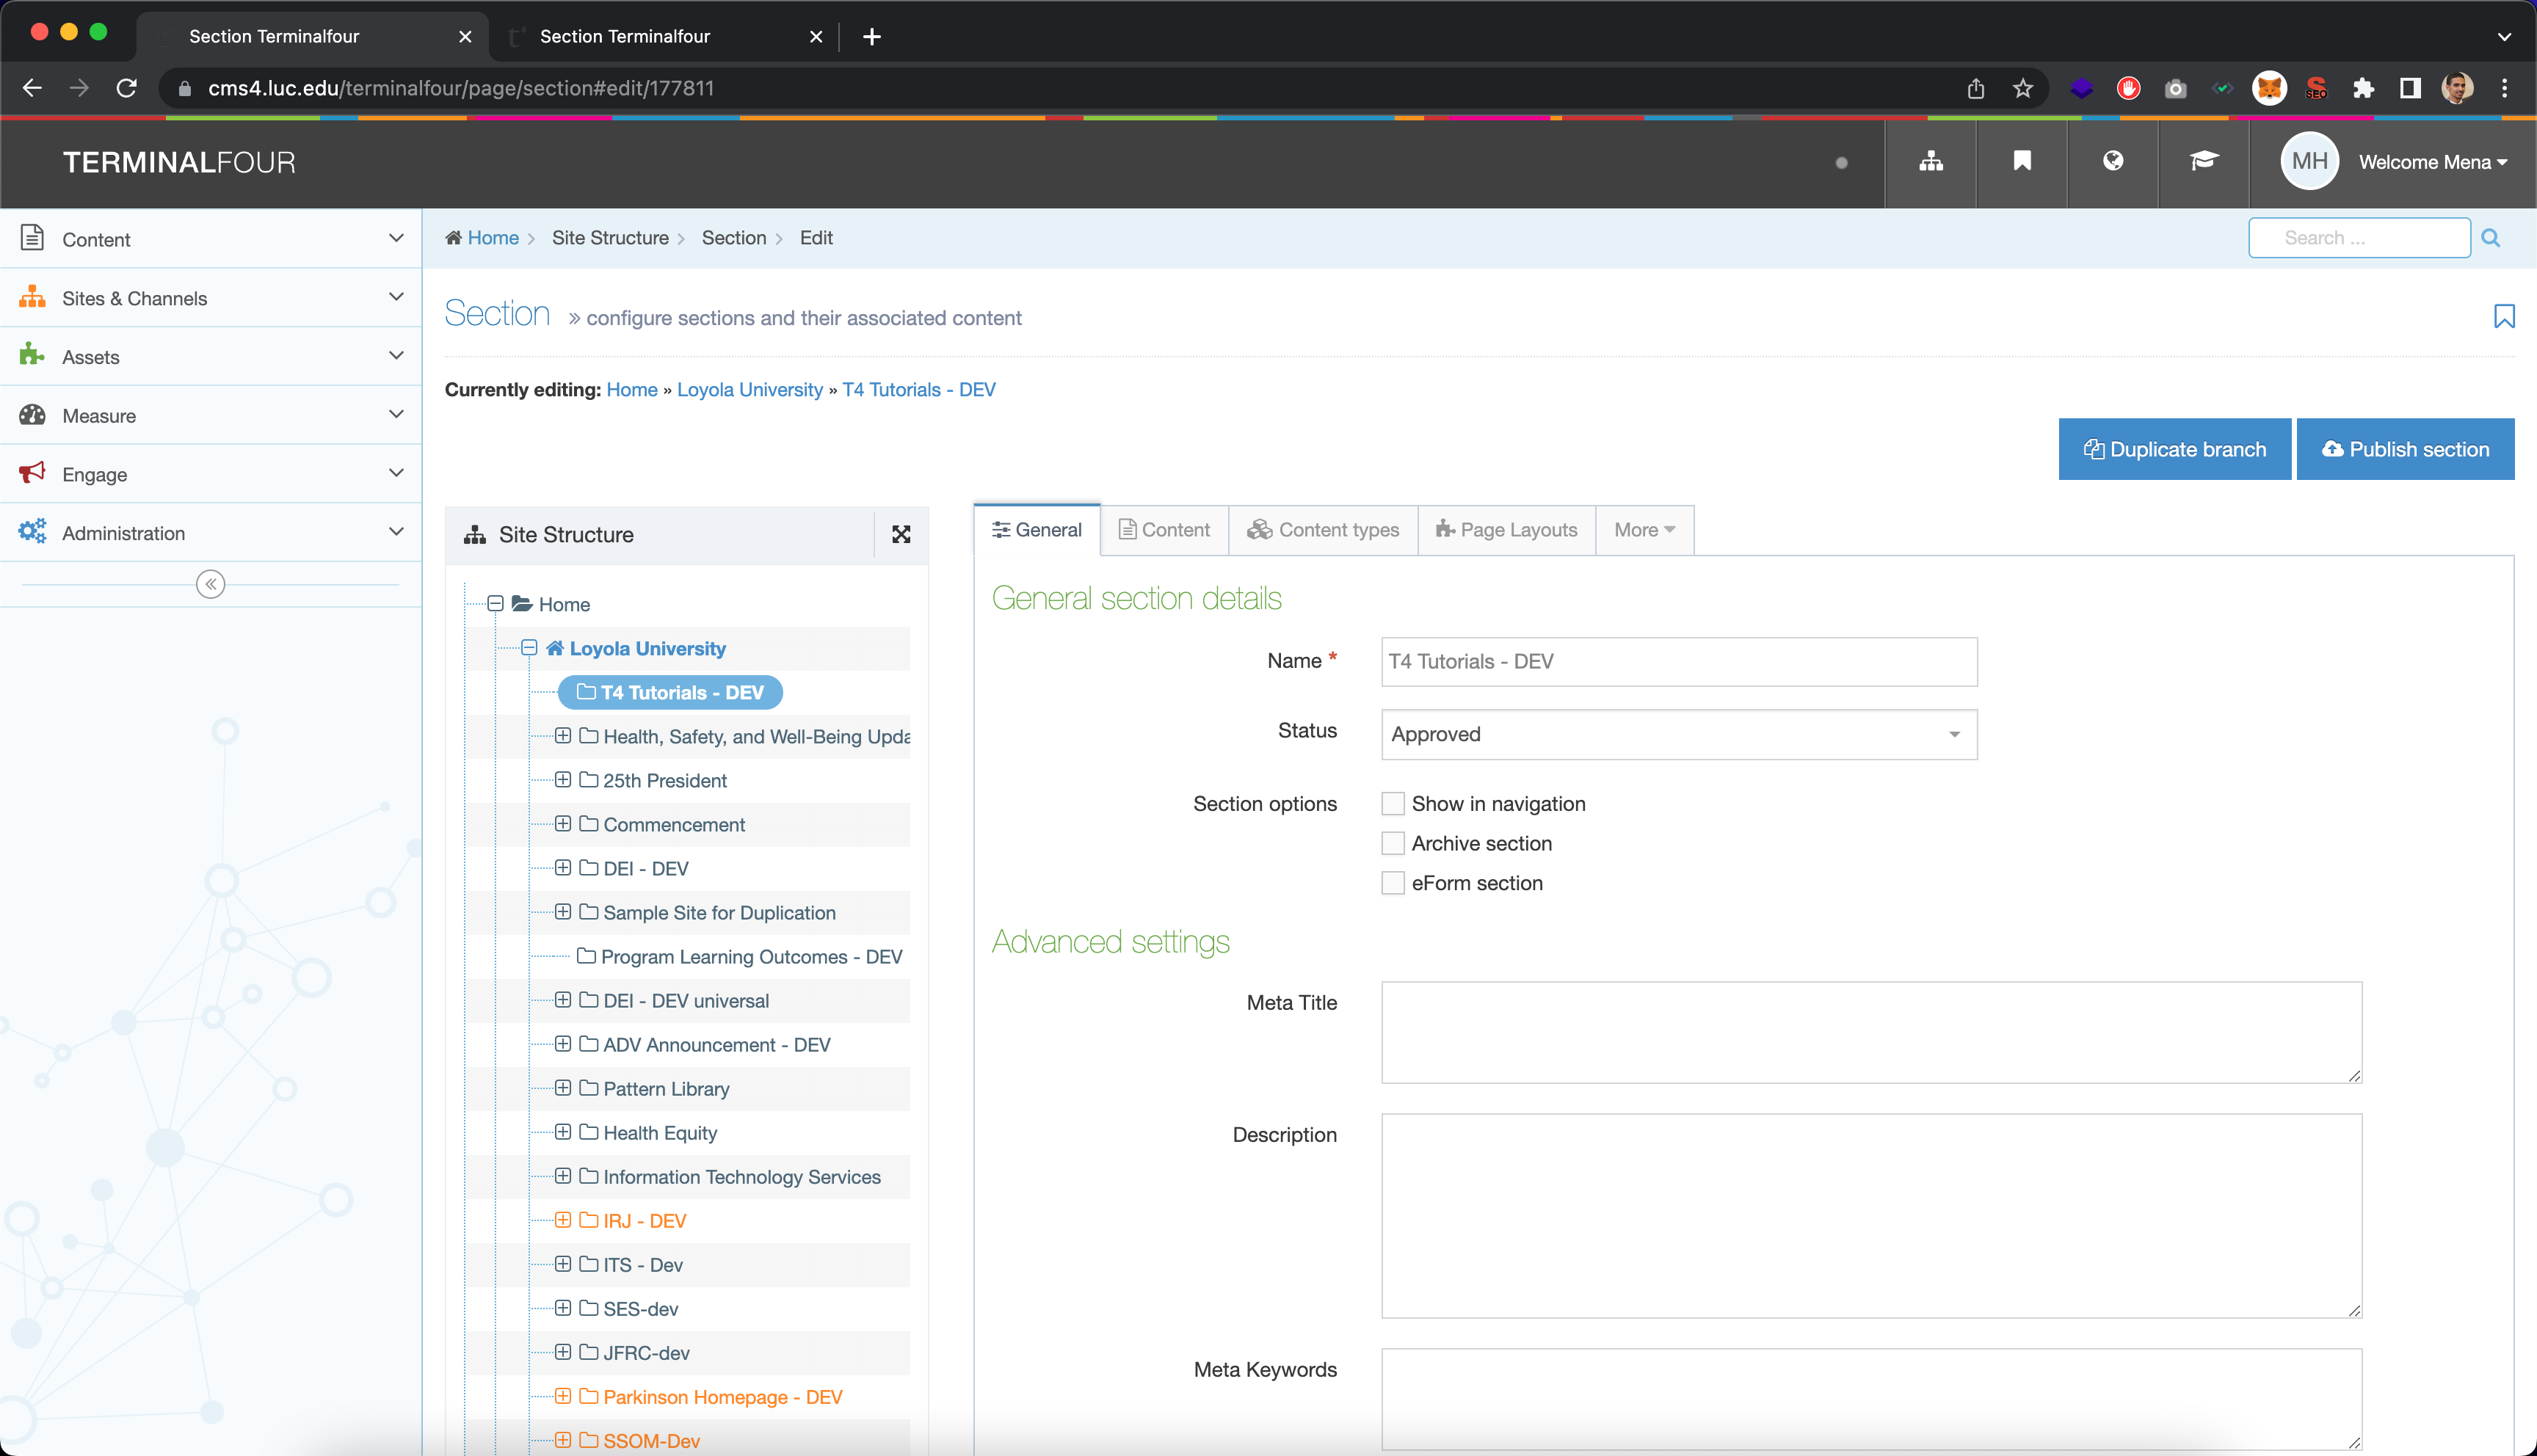 Section Terminalfour
Section Terminalfour
cms4.luc.edu/terminalfour/page/section#edit/177811
SEO
TERMINALFOUR
MH
Welcome Mena
Content
Sites & Channels
Assets
Measure
Engage
Administration
Home
Site Structure
Section
Edit
Search ...
Section » configure sections and their associated content
Currently editing: Home » Loyola University » T4 Tutorials - DEV
Duplicate branch
Publish section
Site Structure
Home
Loyola University
T4 Tutorials - DEV
Health, Safety, and Well-Being Upda
25th President
Commencement
DEI - DEV
Sample Site for Duplication
Program Learning Outcomes - DEV
DEI - DEV universal
ADV Announcement - DEV
Pattern Library
Health Equity
Information Technology Services
IRJ - DEV
ITS - Dev
SES-dev
JFRC-dev
Parkinson Homepage - DEV
SSOM-Dev
General
Content
Content types
Page Layouts
More
General section details
Name *
T4 Tutorials - DEV
Status
Approved
Section options
Show in navigation
Archive section
eForm section
Advanced settings
Meta Title
Description
Meta Keywords